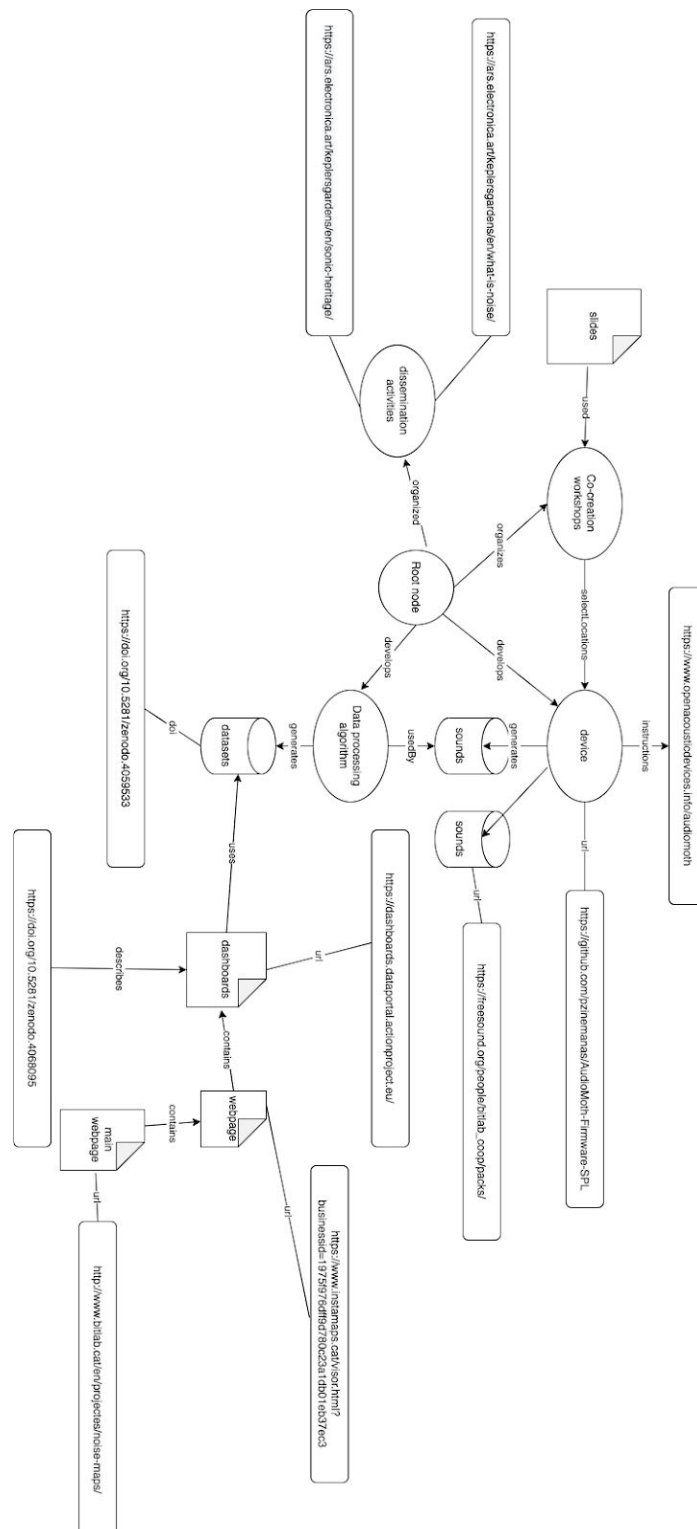 https://www.openacousticdevices.info/audiomoth
instructions
slides
used
Co-creation
workshops
selectLocations
device
url
https://github.com/pzinemanas/AudioMoth-Firmware-SPL
https://ars.electronica.art/keplersgardens/en/what-is-noise/
https://ars.electronica.art/keplersgardens/en/sonic-heritage/
dissemination
activities
organized
organizes
Root node
develops
develops
generates
sounds
sounds
url
https://freesound.org/people/bitlab_coop/packs/
usedBy
Data processing
algorithm
generates
datasets
doi
https://doi.org/10.5281/zenodo.4059533
uses
https://dashboards.dataportal.actionproject.eu/
url
dashboards
describes
https://doi.org/10.5281/zenodo.4068095
contains
webpage
url
https://www.instamaps.cat/visor.html?
businessid=1975f976dff9d780c23a1db01eb37ec3
contains
main
webpage
url
http://www.bitlab.cat/en/projectes/noise-maps/